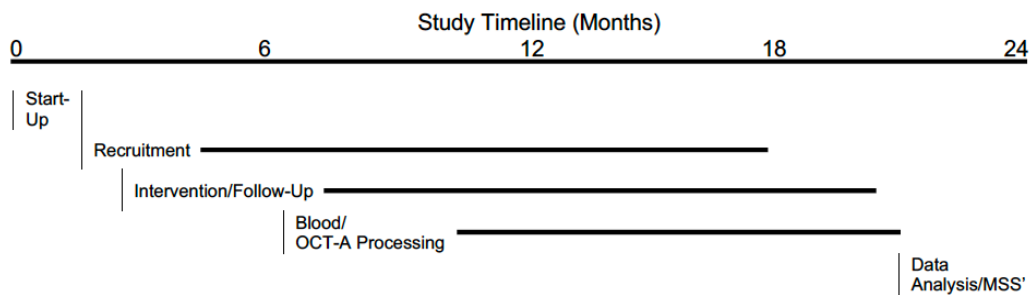 Study Timeline (Months)
0 6 12 18 24
Start-
Up
Recruitment
Intervention/Follow-Up
Blood/
OCT-A Processing
Data
Analysis/MSS'